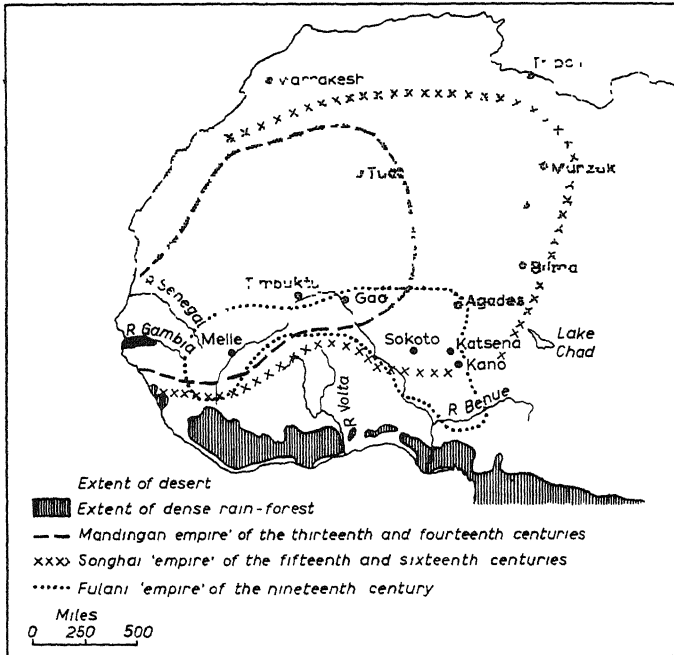 Marrakesh
Tuat
Murzuk
Bilma
Timbuktu
Gao
Agades
R Senegal
R Gambia
Melle
Sokoto
Katsena
Kano
Lake
Chad
R Volta
R Benue
Extent of desert
Extent of dense rain-forest
Mandingan empire' of the thirteenth and fourteenth centuries
Songhai 'empire' of the fifteenth and sixteenth centuries
Fulani 'empire' of the nineteenth century
Miles
0 250 500